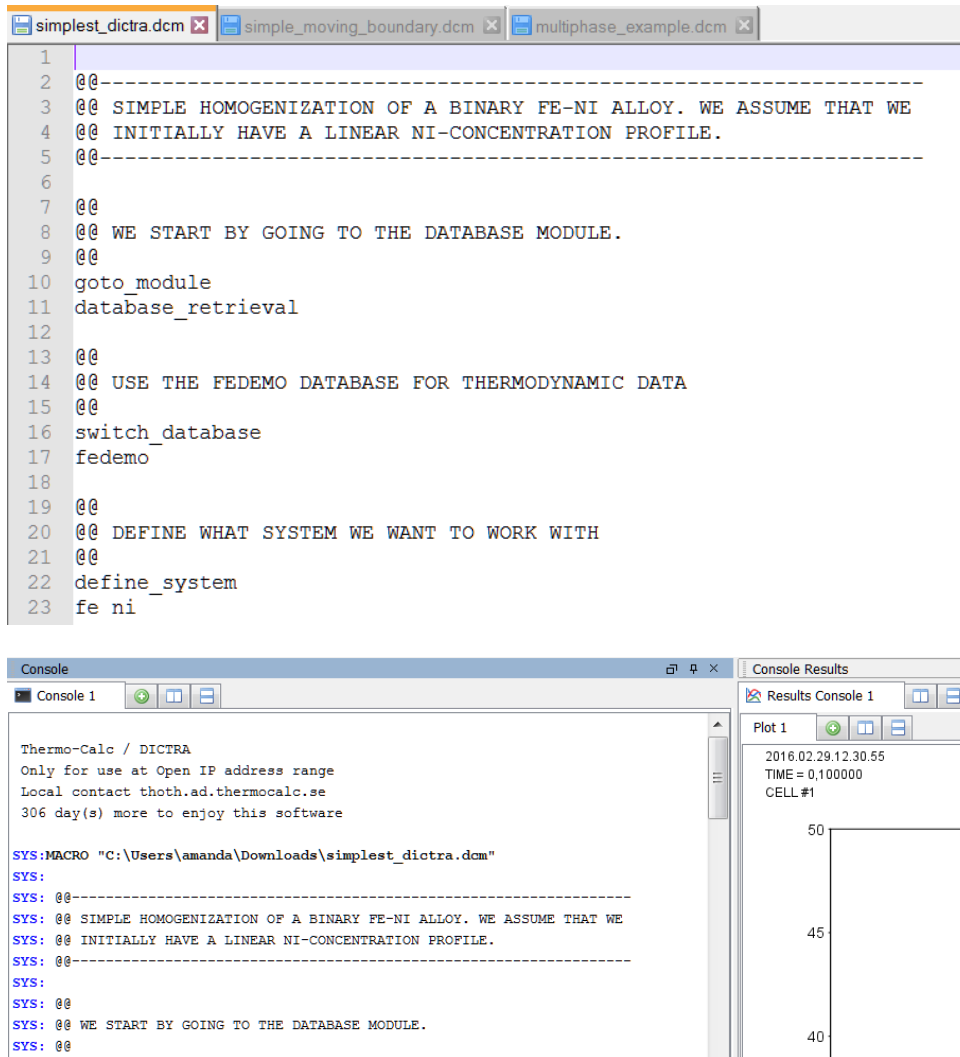 simplest_dictra.dcm simple_moving_boundary.dcm multiphase_example.dcm
1
2 @@------------------------------------------------------------------
3 @@ SIMPLE HOMOGENIZATION OF A BINARY FE-NI ALLOY. WE ASSUME THAT WE
4 @@ INITIALLY HAVE A LINEAR NI-CONCENTRATION PROFILE.
5 @@------------------------------------------------------------------
6
7 @@
8 @@ WE START BY GOING TO THE DATABASE MODULE.
9 @@
10 goto_module
11 database_retrieval
12
13 @@
14 @@ USE THE FEDEMO DATABASE FOR THERMODYNAMIC DATA
15 @@
16 switch_database
17 fedemo
18
19 @@
20 @@ DEFINE WHAT SYSTEM WE WANT TO WORK WITH
21 @@
22 define_system
23 fe ni
Console
Console 1
Thermo-Calc / DICTRA
Only for use at Open IP address range
Local contact thoth.ad.thermocalc.se
306 day(s) more to enjoy this software
SYS:MACRO "C:\Users\amanda\Downloads\simplest_dictra.dcm"
SYS:
SYS: @@----------------------------------------------------------------------
SYS: @@ SIMPLE HOMOGENIZATION OF A BINARY FE-NI ALLOY. WE ASSUME THAT WE
SYS: @@ INITIALLY HAVE A LINEAR NI-CONCENTRATION PROFILE.
SYS: @@----------------------------------------------------------------------
SYS:
SYS: @@
SYS: @@ WE START BY GOING TO THE DATABASE MODULE.
SYS: @@
Console Results
Results Console 1
Plot 1
2016.02.29.12.30.55
TIME = 0,100000
CELL #1
50
45
40